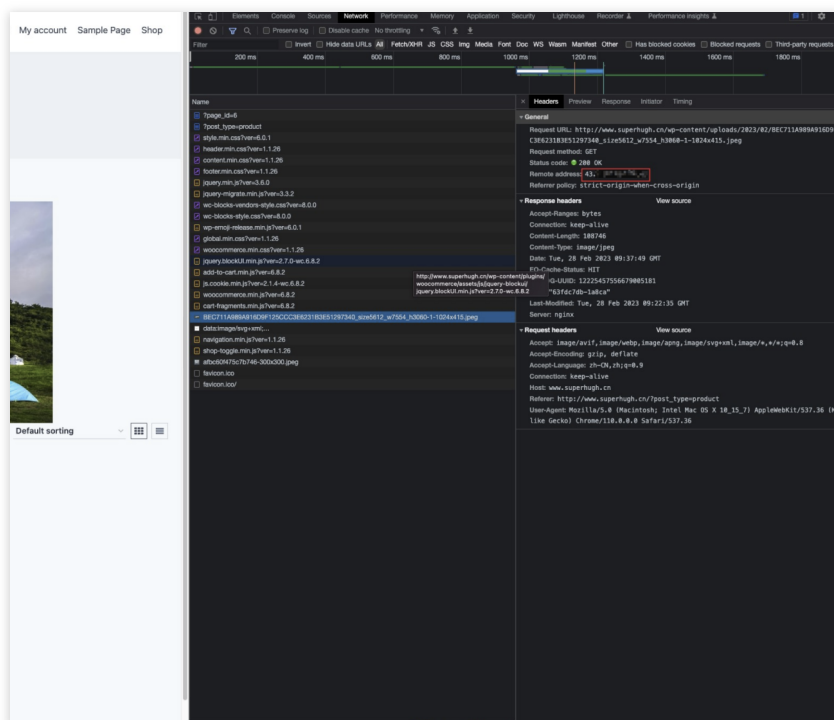 My account Sample Page Shop
Default sorting
Elements Console Sources Network Performance Memory Application Security Lighthouse Recorder Performance insights 1
Preserve log Disable cache No throttling
Filter Invert Hide data URLs All Fetch/XHR JS CSS Img Media Font Doc WS Wasm Manifest Other Has blocked cookies Blocked requests Third-party requests
200 ms 400 ms 600 ms 800 ms 1000 ms 1200 ms 1400 ms 1600 ms 1800 ms
Name
?page_id=6
?post_type=product
style.min.css?ver=6.0.1
header.min.css?ver=1.1.26
content.min.css?ver=1.1.26
footer.min.css?ver=1.1.26
jquery.min.js?ver=3.6.0
jquery-migrate.min.js?ver=3.3.2
wc-blocks-vendors-style.css?ver=8.0.0
wc-blocks-style.css?ver=8.0.0
wp-emoji-release.min.js?ver=6.0.1
global.min.css?ver=1.1.26
woocommerce.min.css?ver=1.1.26
jquery.blockUI.min.js?ver=2.7.0-wc.6.8.2
add-to-cart.min.js?ver=6.8.2
js.cookie.min.js?ver=2.1.4-wc.6.8.2
woocommerce.min.js?ver=6.8.2
cart-fragments.min.js?ver=6.8.2
BEC711A989A916D9F125CCC3E6231B3E51297340_size5612_w7554_h3060-1-1024x415.jpeg
data:image/svg+xml;...
navigation.min.js?ver=1.1.26
shop-toggle.min.js?ver=1.1.26
afbc60f475c7b746-300x300.jpeg
favicon.ico
favicon.ico/
http://www.superhugh.cn/wp-content/plugins/
woocommerce/assets/js/jquery-blockui/
jquery.blockUI.min.js?ver=2.7.0-wc.6.8.2
× Headers Preview Response Initiator Timing
General
Request URL: http://www.superhugh.cn/wp-content/uploads/2023/02/BEC711A989A916D9
C3E6231B3E51297340_size5612_w7554_h3060-1-1024x415.jpeg
Request method: GET
Status code: 200 OK
Remote address: 43.
Referrer policy: strict-origin-when-cross-origin
Response headers View source
Accept-Ranges: bytes
Connection: keep-alive
Content-Length: 108746
Content-Type: image/jpeg
Date: Tue, 28 Feb 2023 09:37:49 GMT
EO-Cache-Status: HIT
G-UUID: 12225457556679005181
"63fdc7db-1a8ca"
Last-Modified: Tue, 28 Feb 2023 09:22:35 GMT
Server: nginx
Request headers View source
Accept: image/avif,image/webp,image/apng,image/svg+xml,image/*,*/*;q=0.8
Accept-Encoding: gzip, deflate
Accept-Language: zh-CN,zh;q=0.9
Connection: keep-alive
Host: www.superhugh.cn
Referer: http://www.superhugh.cn/?post_type=product
User-Agent: Mozilla/5.0 (Macintosh; Intel Mac OS X 10_15_7) AppleWebKit/537.36 (K
like Gecko) Chrome/110.0.0.0 Safari/537.36